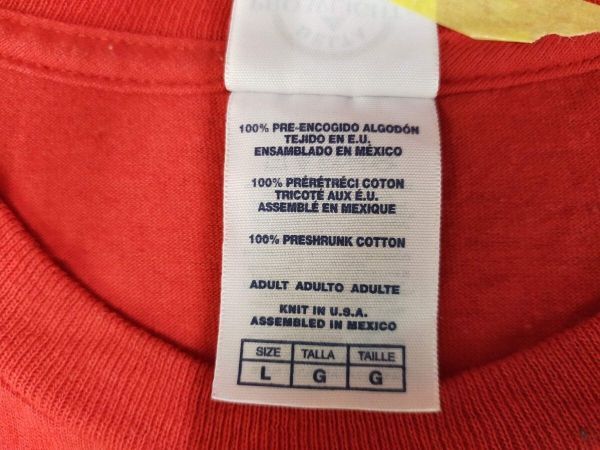 100% PRE-ENCOGIDO ALGODÓN
TEJIDO EN E.U.
ENSAMBLADO EN MÉXICO
100% PRÉRÉTRÉCI COTON
TRICOTÉ AUX É.U.
ASSEMBLÉ EN MEXIQUE
100% PRESHRUNK COTTON
ADULT ADULTO ADULTE
KNIT IN U.S.A.
ASSEMBLED IN MEXICO
SIZE TALLA TAILLE
L G G